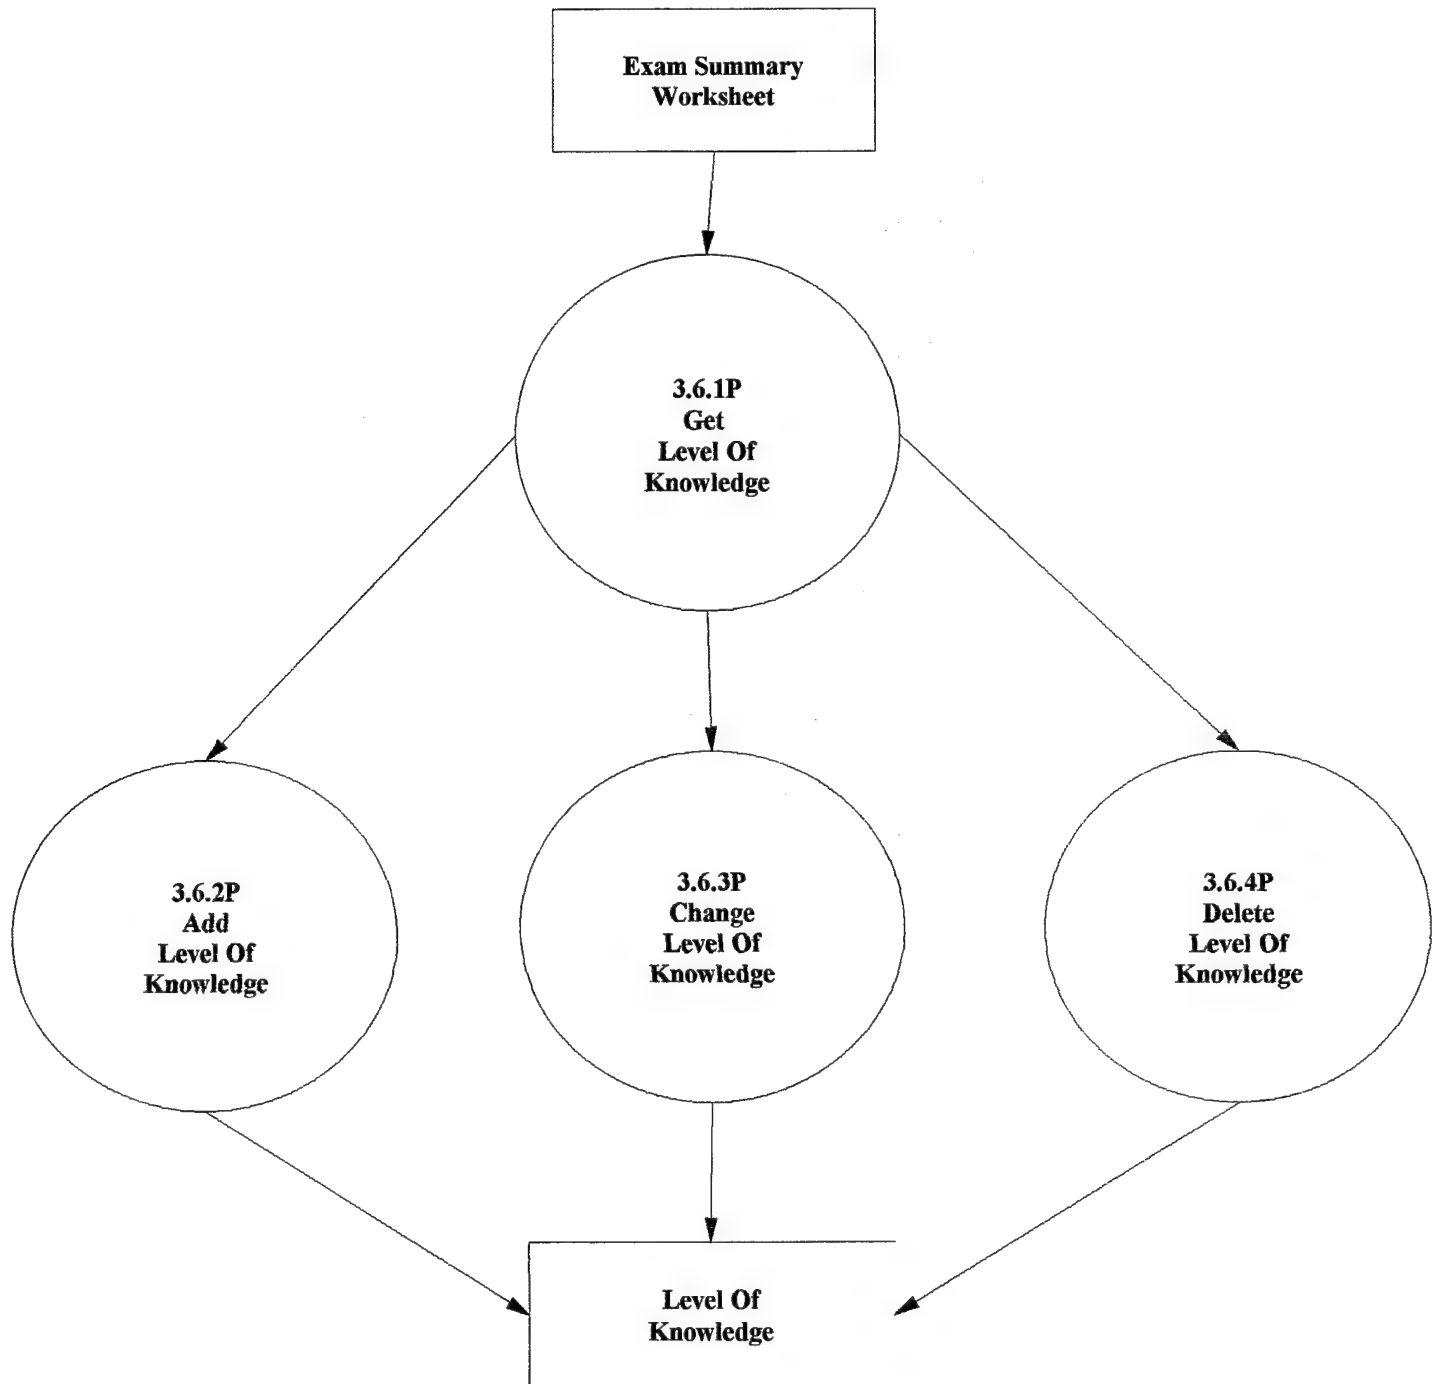 Exam Summary
Worksheet
3.6.1P
Get
Level Of
Knowledge
3.6.2P
Add
Level Of
Knowledge
3.6.3P
Change
Level Of
Knowledge
3.6.4P
Delete
Level Of
Knowledge
Level Of
Knowledge